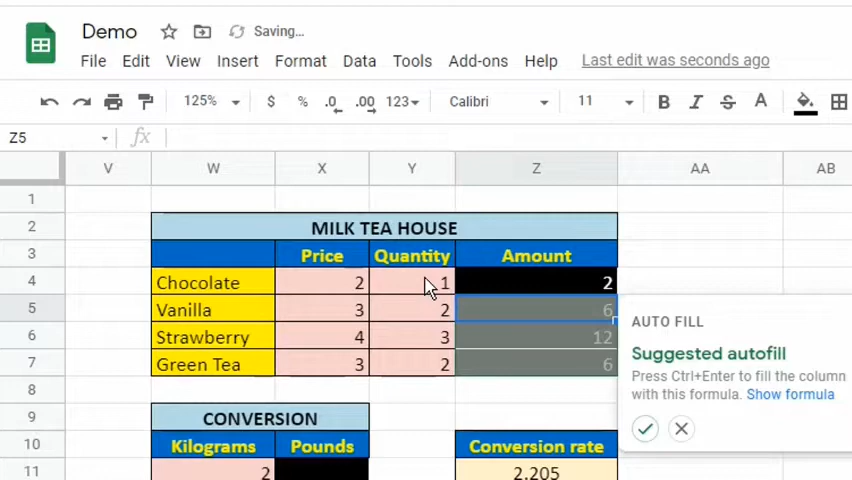 Demo Saving...
File Edit View Insert Format Data Tools Add-ons Help Last edit was seconds ago
125% $ % .0 .00 123 Calibri 11 B I S A
Z5 fx
V W X Y Z AA AB
1
2 MILK TEA HOUSE
3 Price Quantity Amount
4 Chocolate 2 1 2
5 Vanilla 3 2 6
6 Strawberry 4 3 12
7 Green Tea 3 2 6
AUTO FILL
Suggested autofill
Press Ctrl+Enter to fill the column
with this formula. Show formula
8
9 CONVERSION
10 Kilograms Pounds Conversion rate
11 2 2.205